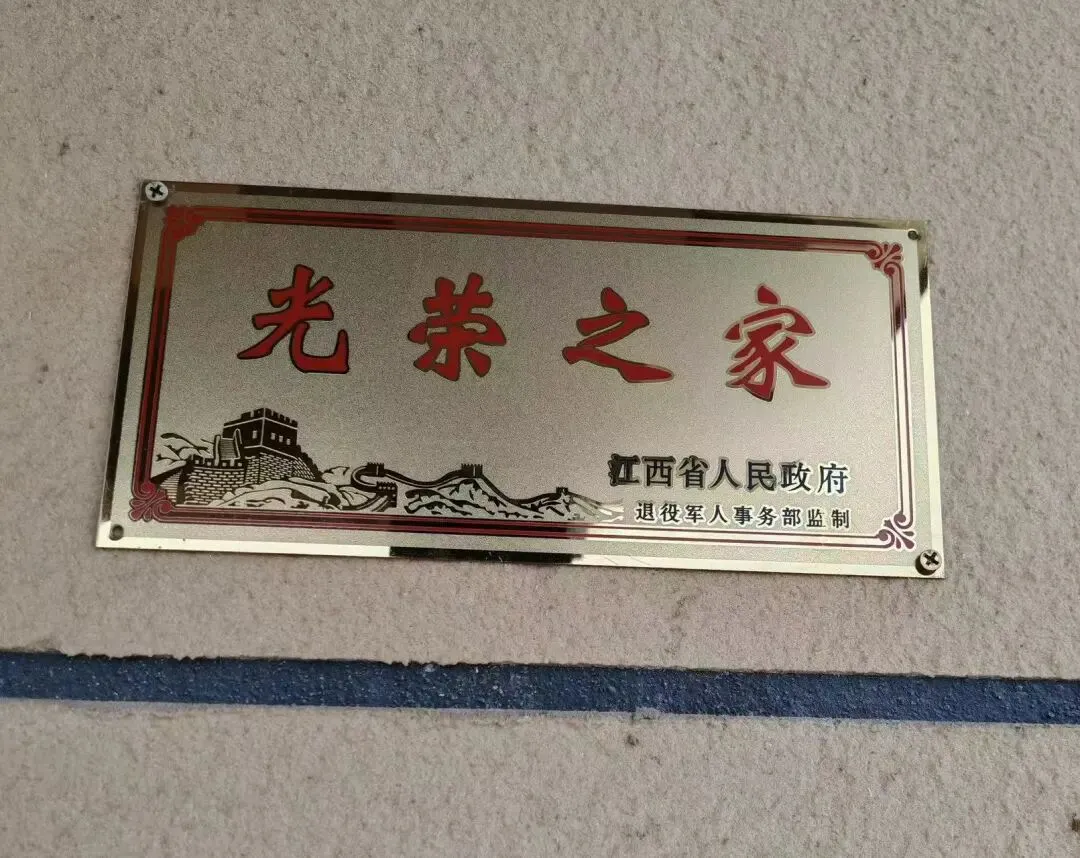 光荣之家
江西省人民政府
退役军人事务部监制